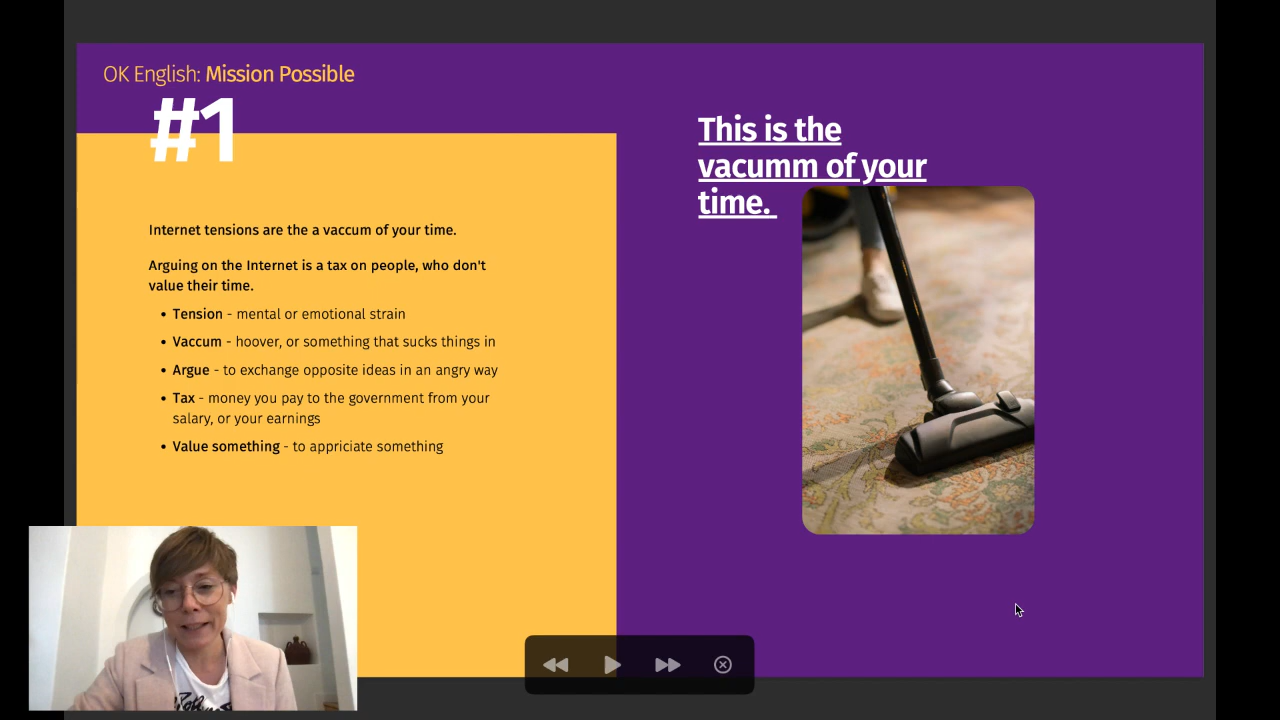 OK English: Mission Possible
#1
Internet tensions are the a vaccum of your time.
Arguing on the Internet is a tax on people, who don't
value their time.
• Tension - mental or emotional strain
• Vaccum - hoover, or something that sucks things in
• Argue - to exchange opposite ideas in an angry way
• Tax - money you pay to the government from your
salary, or your earnings
• Value something - to appriciate something
This is the
vacumm of your
time.